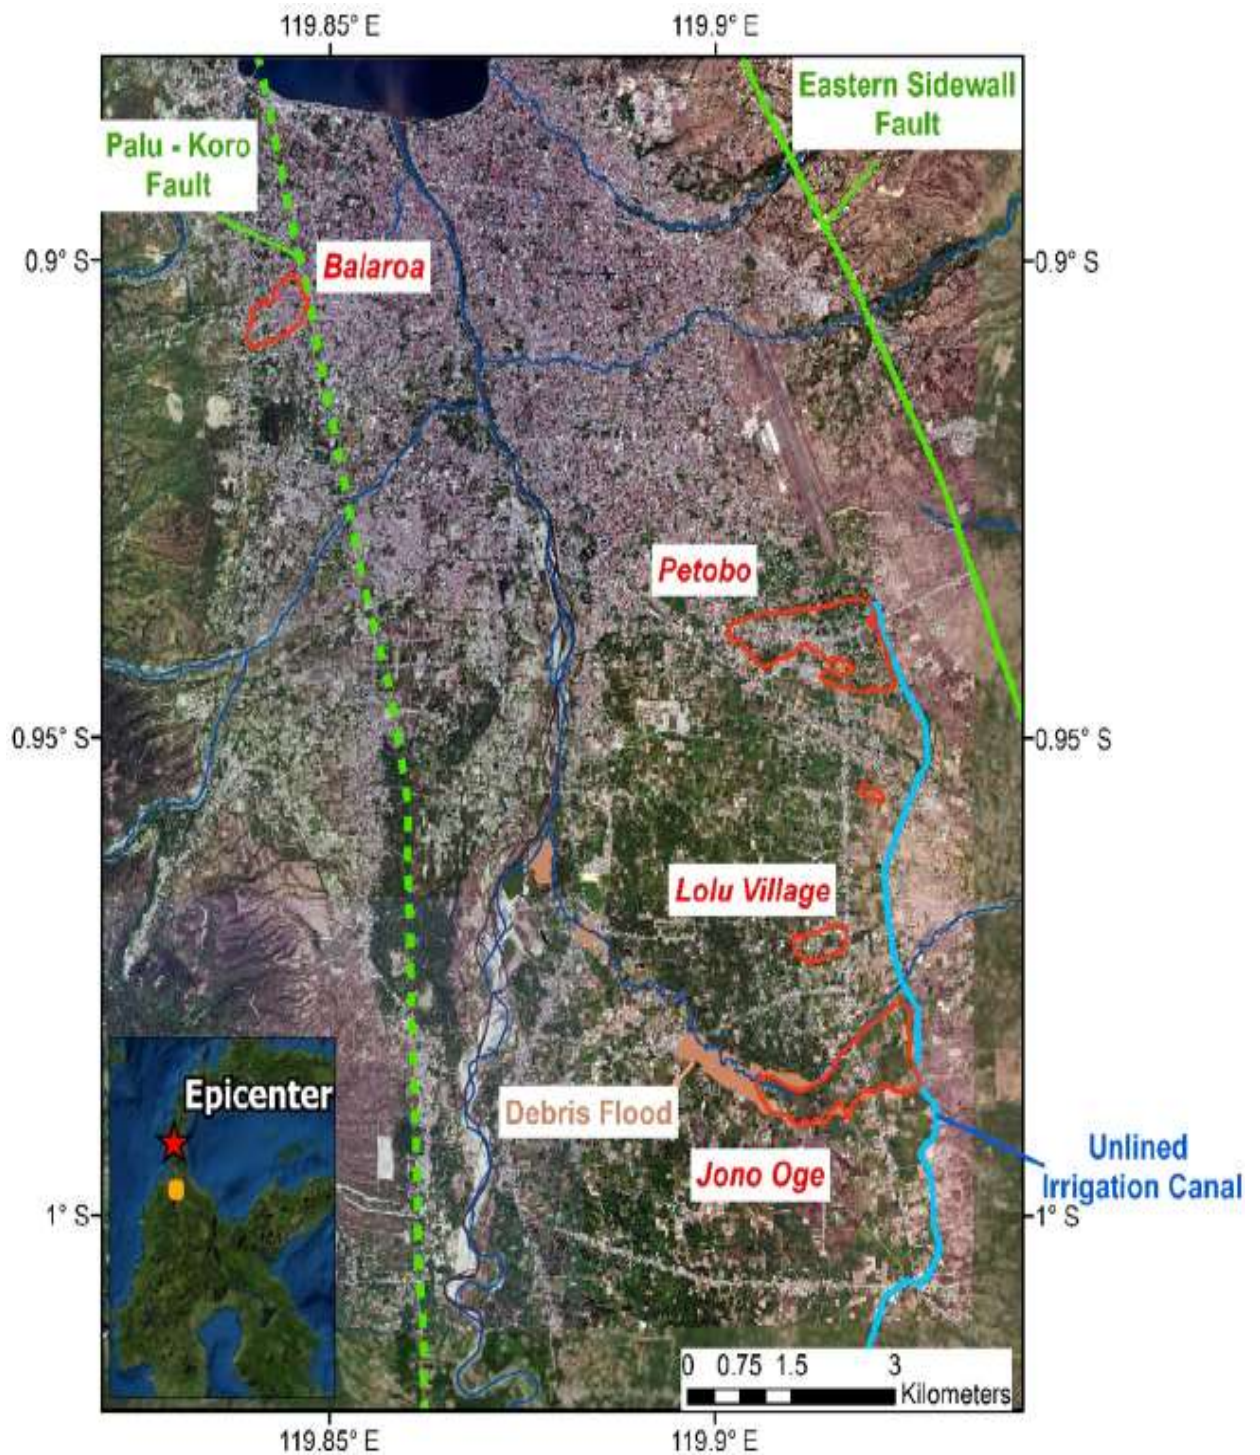 119.85° E
119.9° E
Eastern Sidewall
Fault
Palu - Koro
Fault
0.9° S
Balaroa
0.9° S
Petobo
0.95° S
0.95° S
Lolu Village
Epicenter
Debris Flood
Unlined
Irrigation Canal
Jono Oge
1° S
1° S
0 0.75 1.5 3
Kilometers
119.85° E
119.9° E